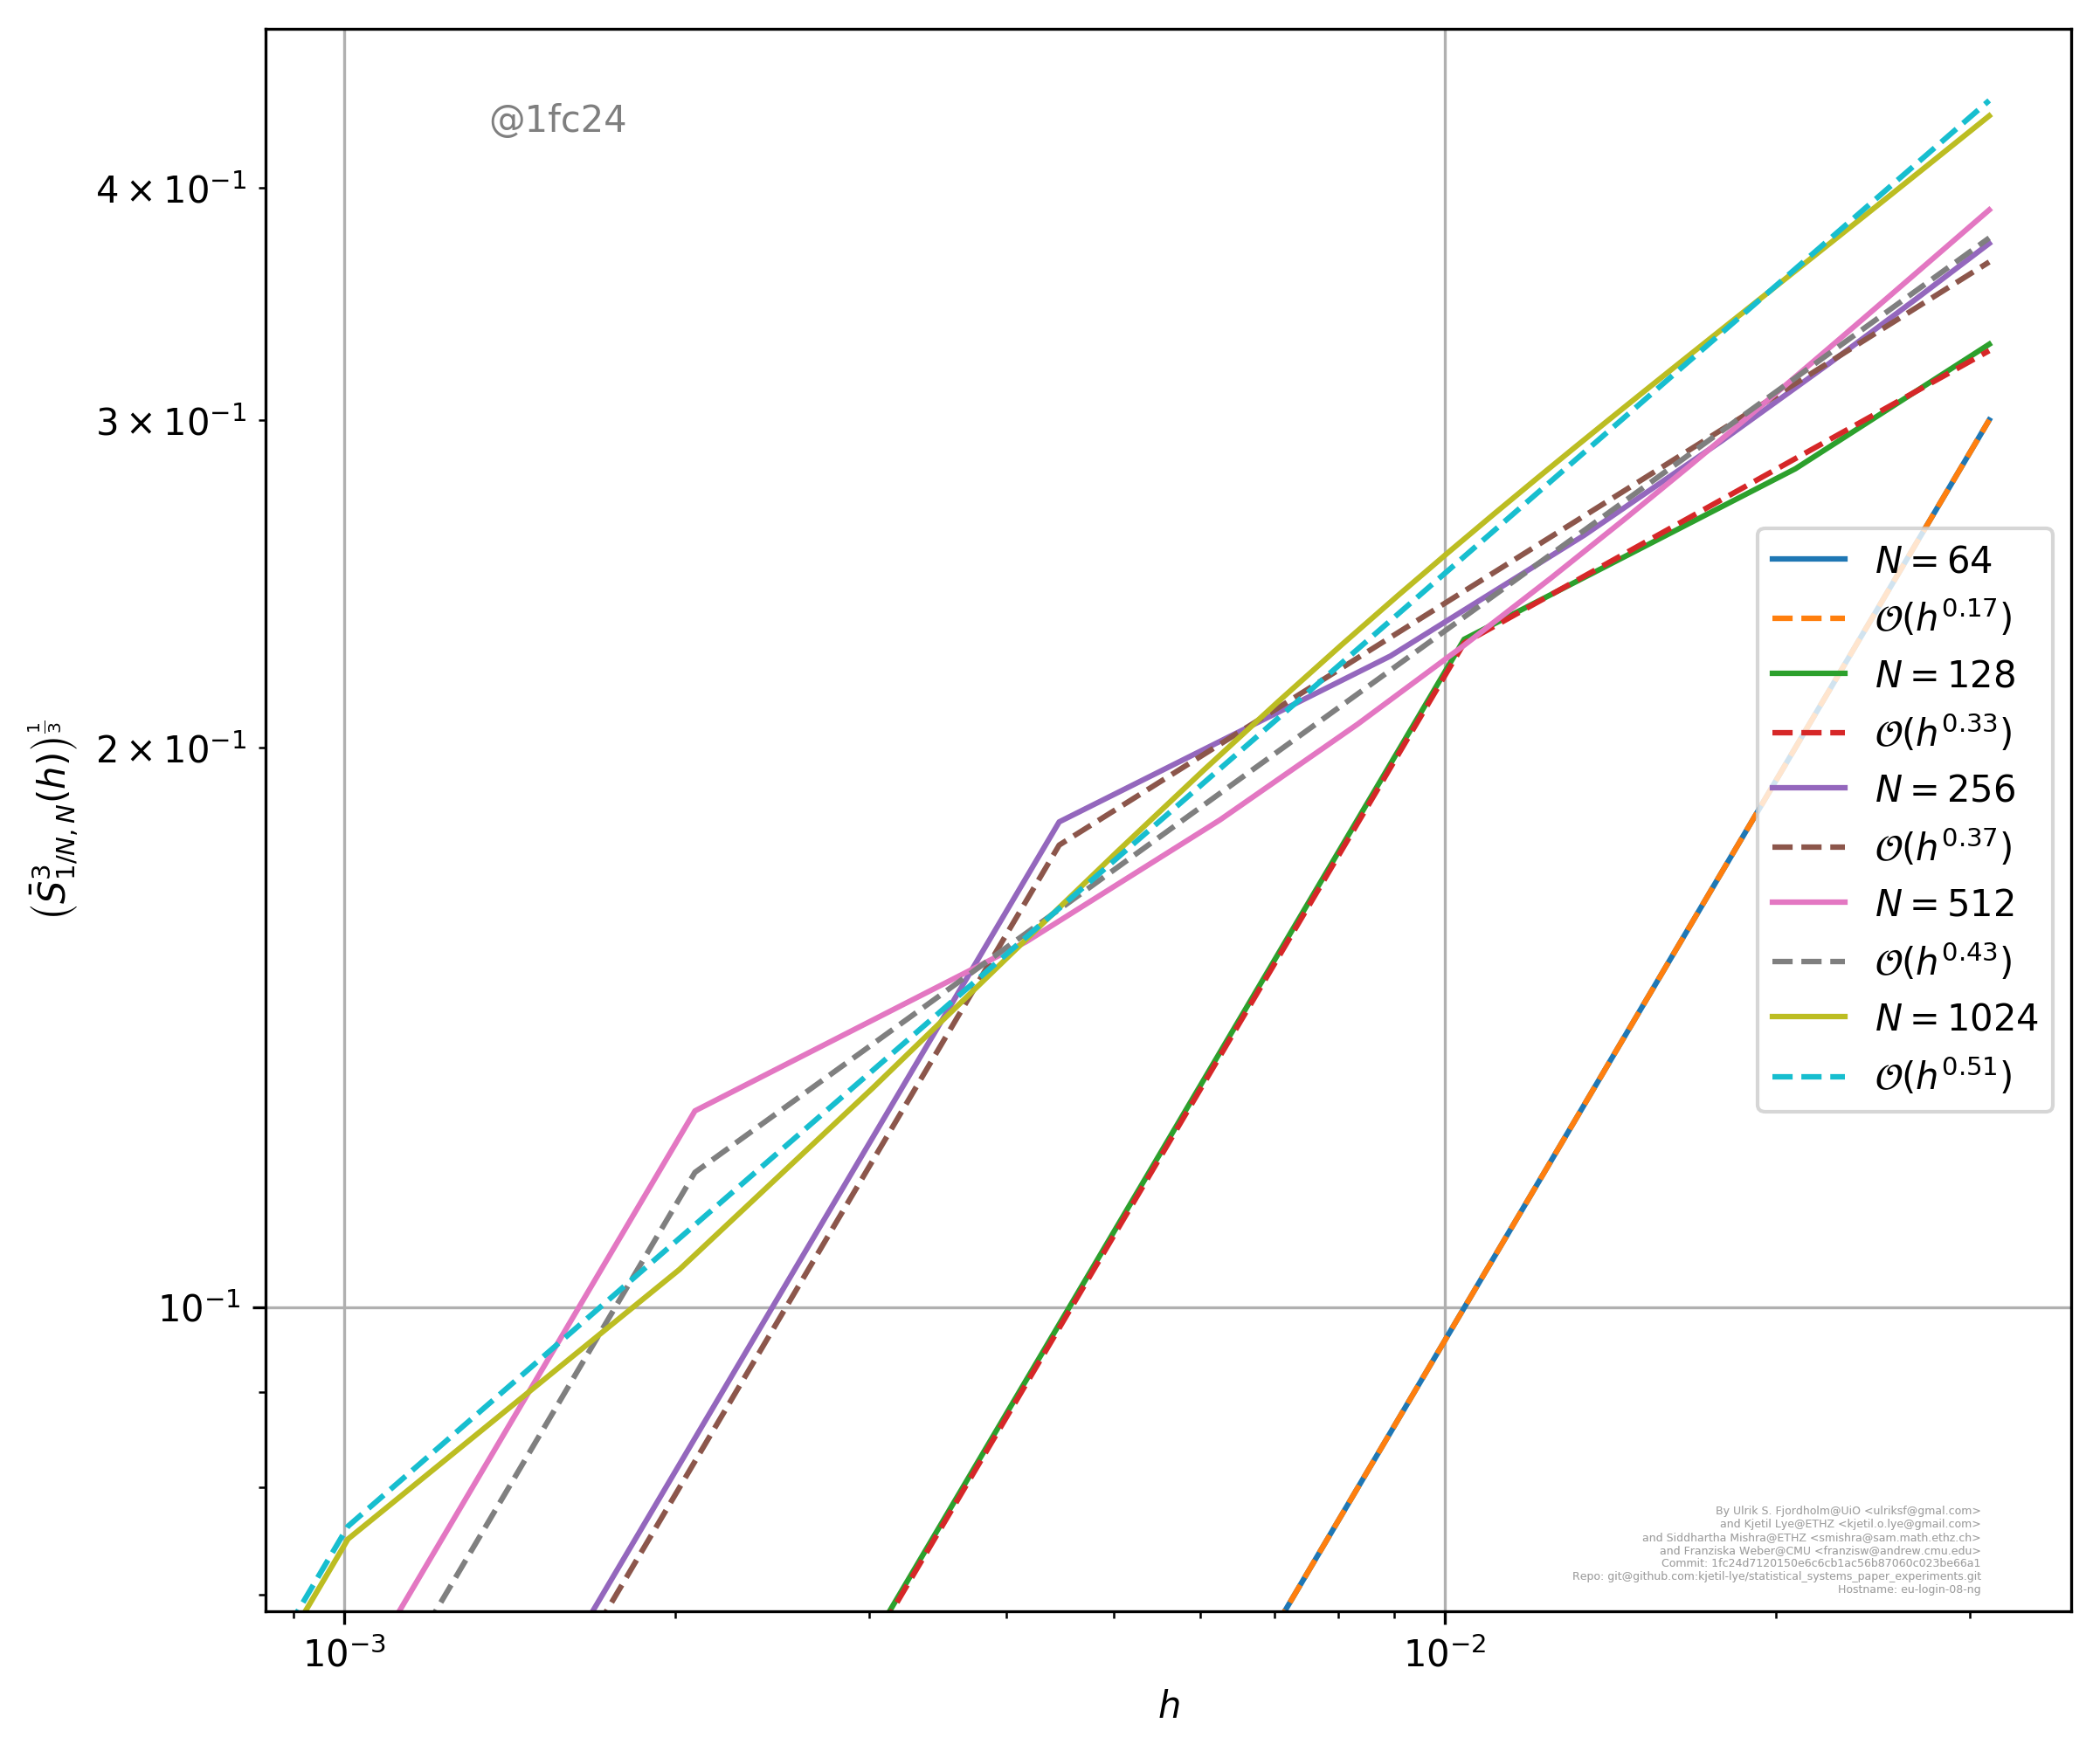 @1fc24
4 × 10⁻¹
3 × 10⁻¹
2 × 10⁻¹
10⁻¹
(S̄³₁/N,N(h))^1/3
N = 64
𝒪(h^0.17)
N = 128
𝒪(h^0.33)
N = 256
𝒪(h^0.37)
N = 512
𝒪(h^0.43)
N = 1024
𝒪(h^0.51)
By Ulrik S. Fjordholm@UiO <ulriksf@gmal.com>
and Kjetil Lye@ETHZ <kjetil.o.lye@gmail.com>
and Siddhartha Mishra@ETHZ <smishra@sam.math.ethz.ch>
and Franziska Weber@CMU <franzisw@andrew.cmu.edu>
Commit: 1fc24d7120150e6c6cb1ac56b87060c023be66a1
Repo: git@github.com:kjetil-lye/statistical_systems_paper_experiments.git
Hostname: eu-login-08-ng
10⁻³
10⁻²
h